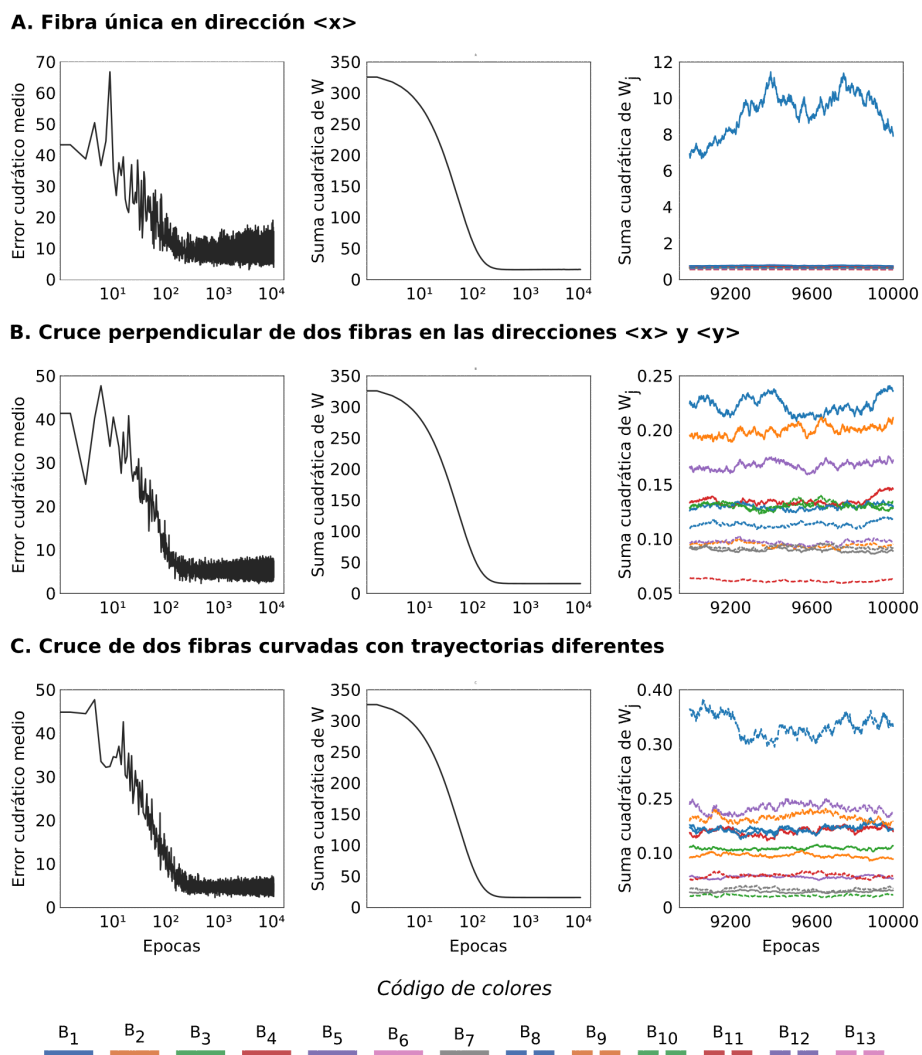 A. Fibra única en dirección <x>
Error cudrático medio
70
60
50
40
30
20
10
0
10¹ 10² 10³ 10⁴
Suma cuadrática de W
350
300
250
200
150
100
50
0
10¹ 10² 10³ 10⁴
Suma cuadrática de Wj
12
10
8
6
4
2
0
9200 9600 10000
B. Cruce perpendicular de dos fibras en las direcciones <x> y <y>
Error cudrático medio
50
40
30
20
10
0
10¹ 10² 10³ 10⁴
Suma cuadrática de W
350
300
250
200
150
100
50
0
10¹ 10² 10³ 10⁴
Suma cuadrática de Wj
0.25
0.20
0.15
0.10
0.05
9200 9600 10000
C. Cruce de dos fibras curvadas con trayectorias diferentes
Error cudrático medio
50
40
30
20
10
0
10¹ 10² 10³ 10⁴
Epocas
Suma cuadrática de W
350
300
250
200
150
100
50
0
10¹ 10² 10³ 10⁴
Epocas
Suma cuadrática de Wj
0.40
0.30
0.25
0.10
0
9200 9600 10000
Epocas
Código de colores
B1 B2 B3 B4 B5 B6 B7 B8 B9 B10 B11 B12 B13